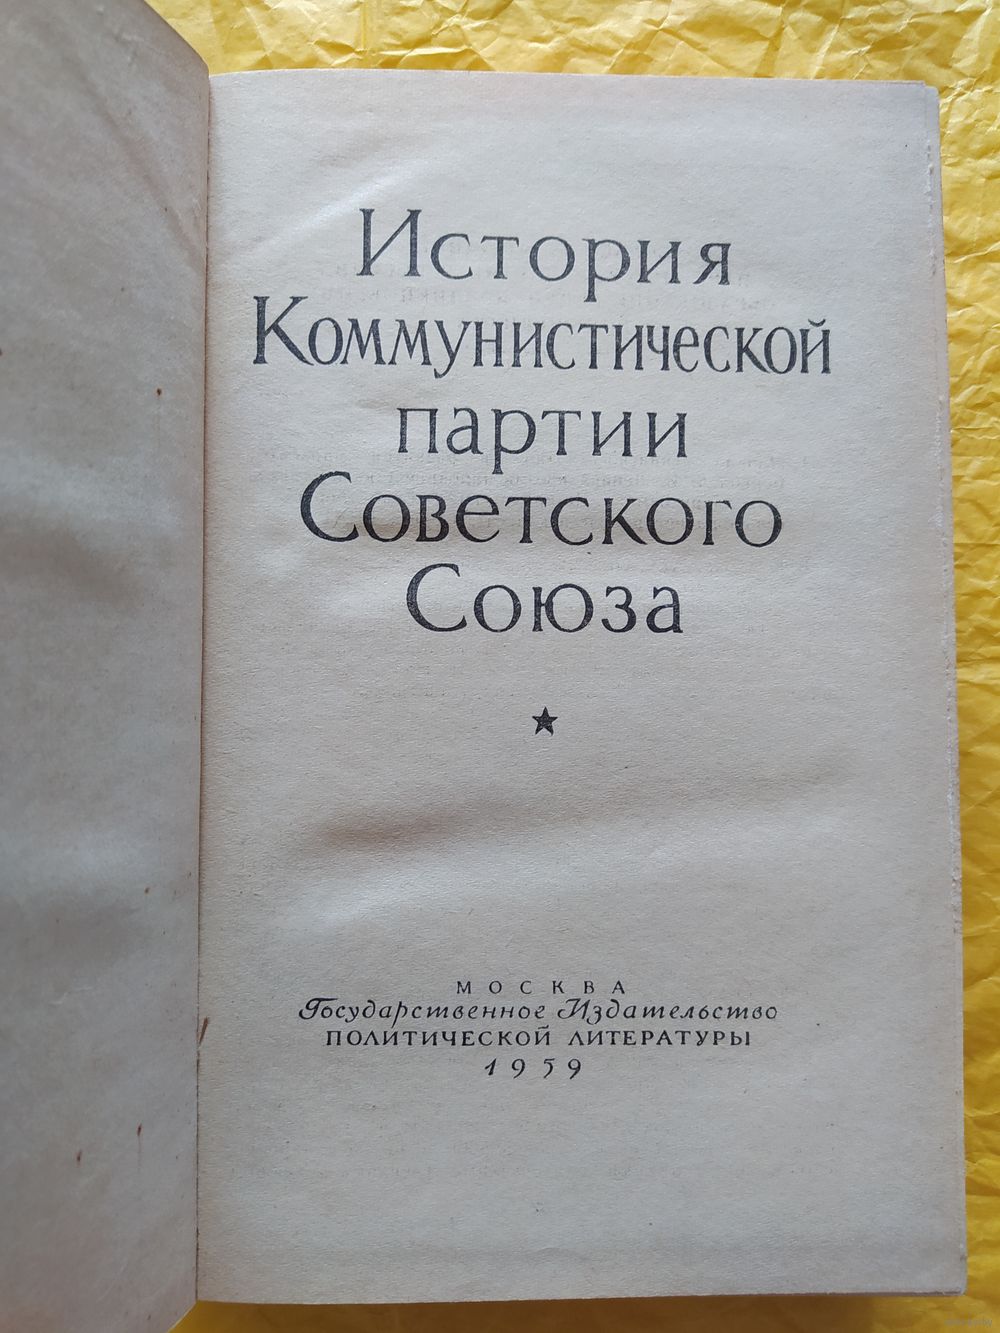 История
Коммунистической
партии
Советского
Союза
МОСКВА
Государственное Издательство
ПОЛИТИЧЕСКОЙ ЛИТЕРАТУРЫ
1959